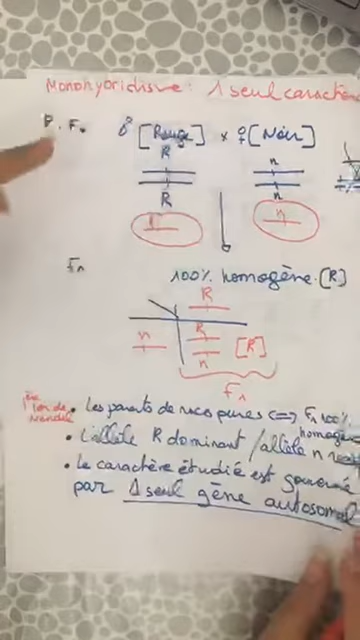 Monohybridisme : 1 seul caractère
P. F₀ ♂ [Rouge] x ♀ [Noir]
R n
R n
n
F₁ 100% homogène. [R]
R
n R [R]
n
F₁
1ère loi de Mendel
• Les parents de races pures <=> F₁ 100% homogène
• L'allèle R dominant / allèle n
• Le caractère étudié est gouverné
par 1 seul gène autosomal